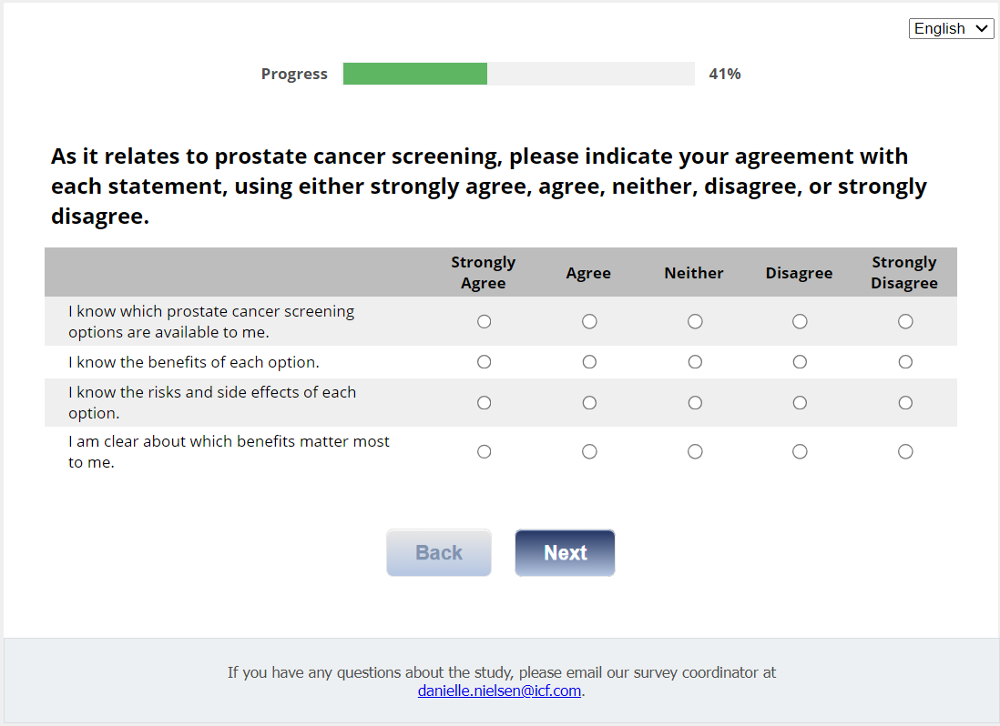 English
Progress 41%
As it relates to prostate cancer screening, please indicate your agreement with
each statement, using either strongly agree, agree, neither, disagree, or strongly
disagree.
Strongly Agree Agree Neither Disagree Strongly Disagree
I know which prostate cancer screening
options are available to me.
I know the benefits of each option.
I know the risks and side effects of each
option.
I am clear about which benefits matter most
to me.
Back Next
If you have any questions about the study, please email our survey coordinator at
danielle.nielsen@icf.com.